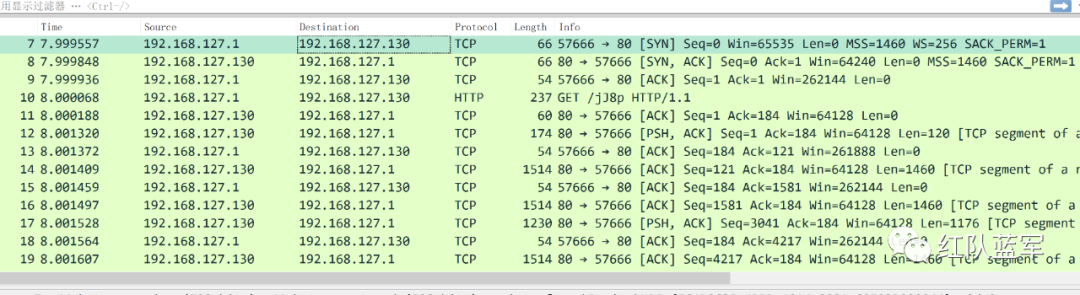 用显示过滤器 ⋯ <Ctrl-/>
Time Source Destination Protocol Length Info
7 7.999557 192.168.127.1 192.168.127.130 TCP 66 57666 → 80 [SYN] Seq=0 Win=65535 Len=0 MSS=1460 WS=256 SACK_PERM=1
8 7.999848 192.168.127.130 192.168.127.1 TCP 66 80 → 57666 [SYN, ACK] Seq=0 Ack=1 Win=64240 Len=0 MSS=1460 SACK_PERM=1
9 7.999936 192.168.127.1 192.168.127.130 TCP 54 57666 → 80 [ACK] Seq=1 Ack=1 Win=262144 Len=0
10 8.000068 192.168.127.1 192.168.127.130 HTTP 237 GET /jJ8p HTTP/1.1
11 8.000188 192.168.127.130 192.168.127.1 TCP 60 80 → 57666 [ACK] Seq=1 Ack=184 Win=64128 Len=0
12 8.001320 192.168.127.130 192.168.127.1 TCP 174 80 → 57666 [PSH, ACK] Seq=1 Ack=184 Win=64128 Len=120 [TCP segment of a
13 8.001372 192.168.127.1 192.168.127.130 TCP 54 57666 → 80 [ACK] Seq=184 Ack=121 Win=261888 Len=0
14 8.001409 192.168.127.130 192.168.127.1 TCP 1514 80 → 57666 [ACK] Seq=121 Ack=184 Win=64128 Len=1460 [TCP segment of a r
15 8.001459 192.168.127.1 192.168.127.130 TCP 54 57666 → 80 [ACK] Seq=184 Ack=1581 Win=262144 Len=0
16 8.001497 192.168.127.130 192.168.127.1 TCP 1514 80 → 57666 [ACK] Seq=1581 Ack=184 Win=64128 Len=1460 [TCP segment of a
17 8.001528 192.168.127.130 192.168.127.1 TCP 1230 80 → 57666 [PSH, ACK] Seq=3041 Ack=184 Win=64128 Len=1176 [TCP segment
18 8.001564 192.168.127.1 192.168.127.130 TCP 54 57666 → 80 [ACK] Seq=184 Ack=4217 Win=262144
19 8.001607 192.168.127.130 192.168.127.1 TCP 1514 80 → 57666 [ACK] Seq=4217 Ack=184 Win=64128 Len=1460 [TCP segment of a
红队蓝军